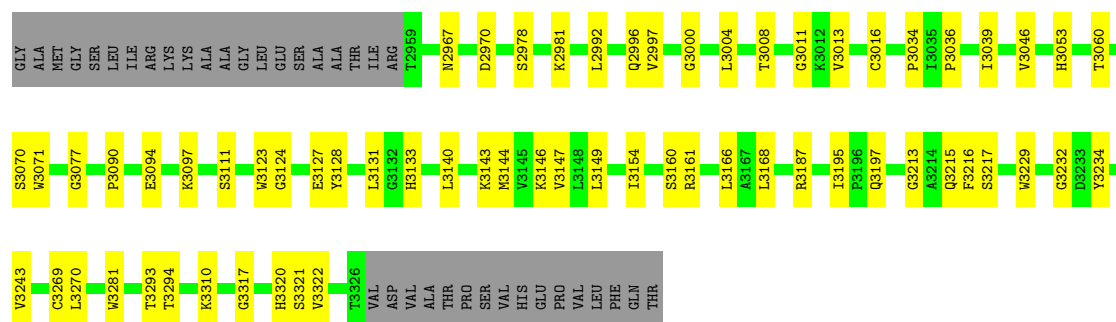 GLY ALA MET GLY SER LEU ILE ARG LYS LYS ALA ALA GLY LEU GLU SER ALA ALA THR ILE ARG T2959 N2967 D2970 S2978 K2981 L2992 Q2996 V2997 G3000 L3004 T3008 G3011 K3012 V3013 C3016 P3034 I3035 P3036 I3039 V3046 H3053 T3060
S3070 W3071 G3077 P3090 E3094 K3097 S3111 W3123 G3124 E3127 Y3128 L3131 G3132 H3133 L3140 K3143 M3144 V3145 K3146 V3147 L3148 L3149 I3154 S3160 R3161 L3166 A3167 L3168 R3187 I3195 P3196 Q3197 G3213 A3214 Q3215 F3216 S3217 W3229 G3232 D3233 Y3234
V3243 C3269 L3270 W3281 T3293 T3294 K3310 G3317 H3320 S3321 V3322 T3326 VAL ASP VAL ALA THR PRO SER VAL HIS GLU PRO VAL LEU PHE GLN THR